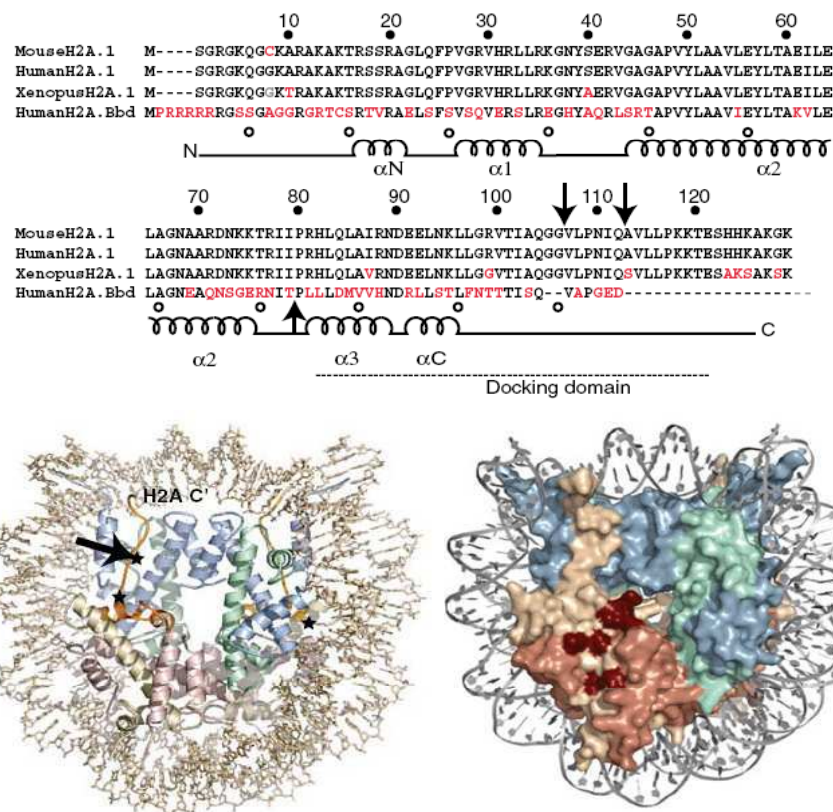 10 20 30 40 50 60
MouseH2A.1 M----SGRGKQGCKARAKAKTRSSRAGLQFPVGRVHRLLRKGNYSERVGAGAPVYLAAVLEYLTAEILE
HumanH2A.1 M----SGRGKQGGKARAKAKTRSSRAGLQFPVGRVHRLLRKGNYSERVGAGAPVYLAAVLEYLTAEILE
XenopusH2A.1 M----SGRGKQGGKTRAKAKTRSSRAGLQFPVGRVHRLLRKGNYAERVGAGAPVYLAAVLEYLTAEILE
HumanH2A.Bbd MPRRRRRRGSSGAGGRGRTCSRTVRAELSFSVSQVERSLREGHYAQRLSRTAPVYLAAVIEYLTAKVLE
N αN α1 α2
70 80 90 100 110 120
MouseH2A.1 LAGNAARDNKKTRIIPRHLQLAIRNDEELNKLLGRVTIAQGGVLPNIQAVLLPKKTESHHKAKGK
HumanH2A.1 LAGNAARDNKKTRIIPRHLQLAIRNDEELNKLLGRVTIAQGGVLPNIQAVLLPKKTESHHKAKGK
XenopusH2A.1 LAGNAARDNKKTRIIPRHLQLAVRNDEELNKLLGGVTIAQGGVLPNIQSVLLPKKTESAKSAKSK
HumanH2A.Bbd LAGNEAQNSGERNITPLLLDMVVHNDRLLSTLFNTTTISQ--VAPGED-----------------
α2 α3 αC C
Docking domain
H2A C'